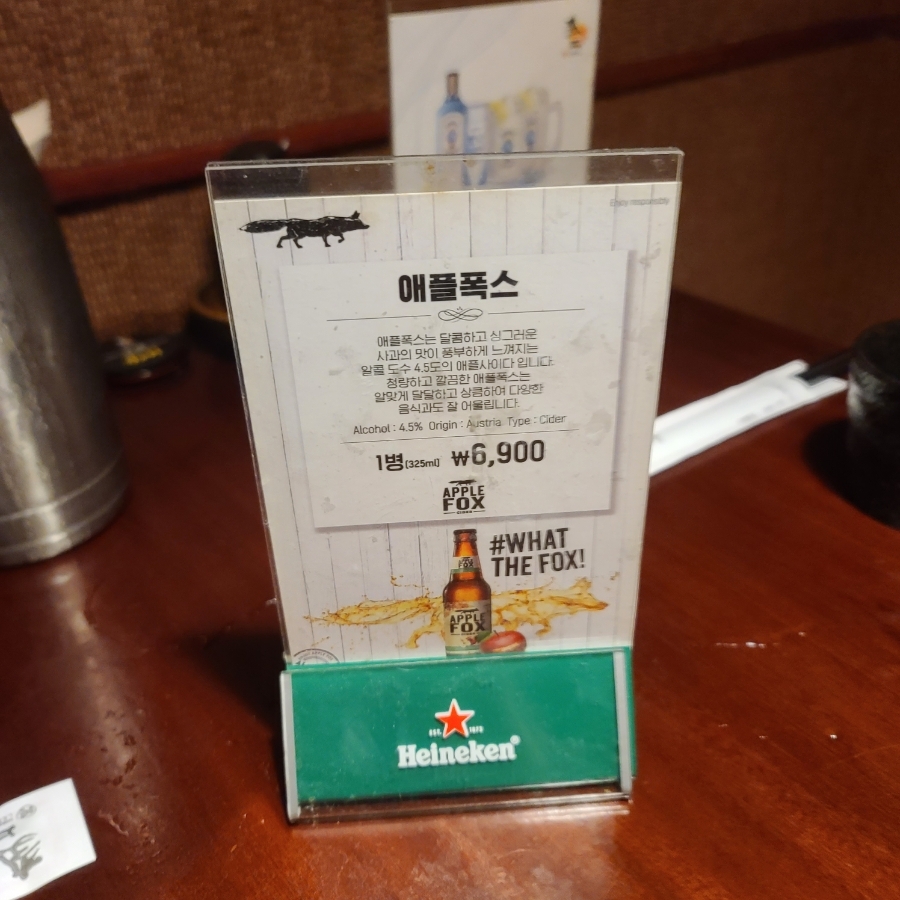 Enjoy responsibly
애플폭스
애플폭스는 달콤하고 싱그러운
사과의 맛이 풍부하게 느껴지는
알콜 도수 4.5도의 애플사이다 입니다.
청량하고 깔끔한 애플폭스는
알맞게 달달하고 상큼하여 다양한
음식과도 잘 어울립니다.
Alcohol : 4.5% Origin : Austria Type : Cider
1병(325ml) ₩6,900
APPLE
FOX
CIDER
#WHAT
THE FOX!
APPLE
FOX
EST. 1873
Heineken®